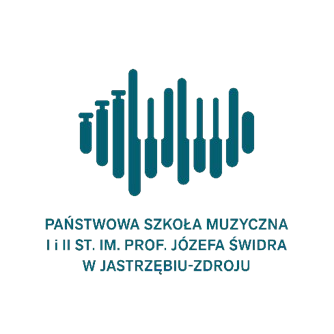 PAŃSTWOWA SZKOŁA MUZYCZNA
I i II ST. IM. PROF. JÓZEFA ŚWIDRA
W JASTRZĘBIU-ZDROJU